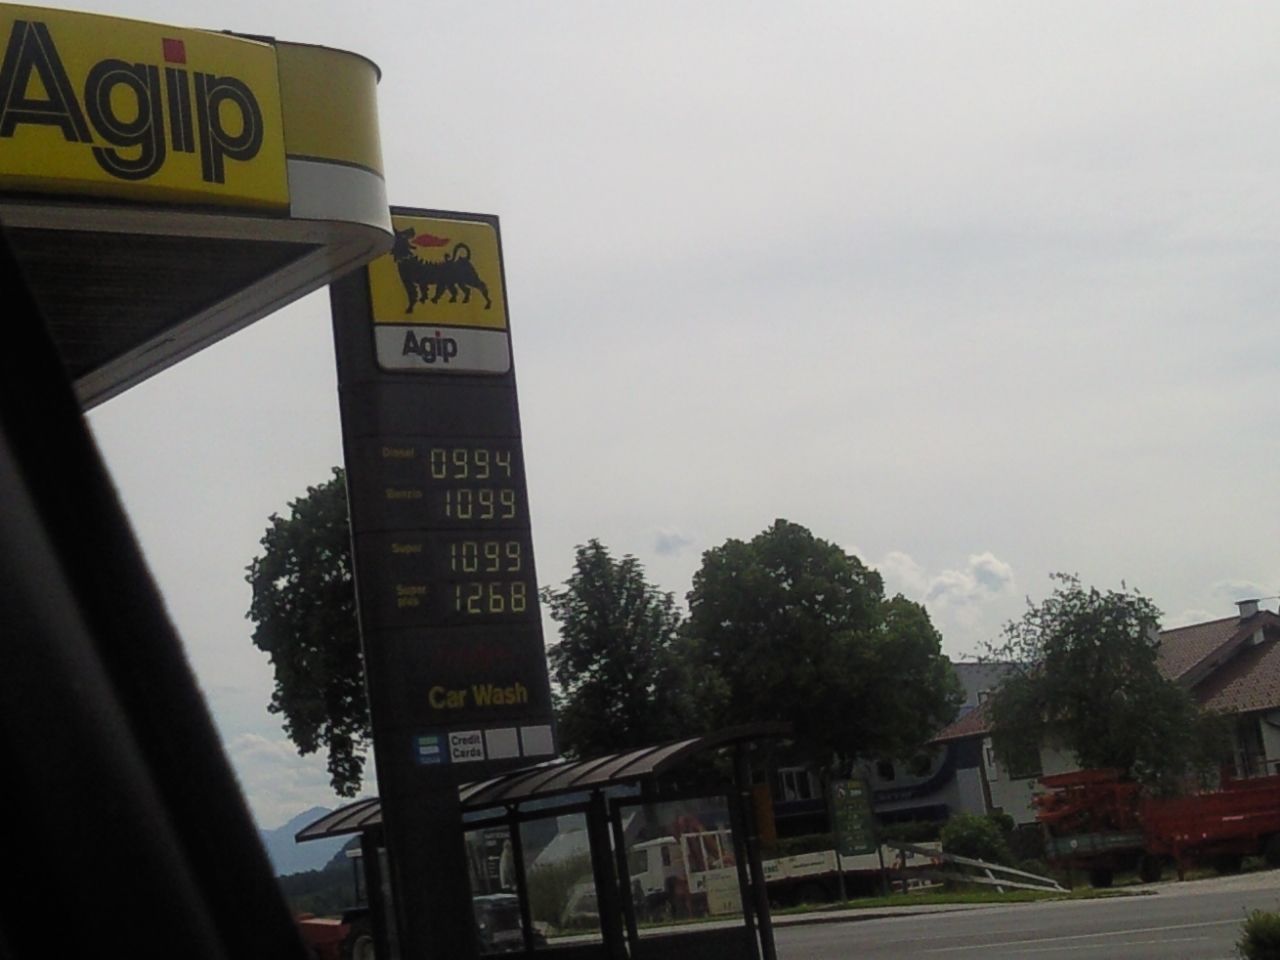 Agip
Agip
Diesel 0994
Benzin 1099
Super 1099
Super
plus 1268
Car Wash
Credit
Cards